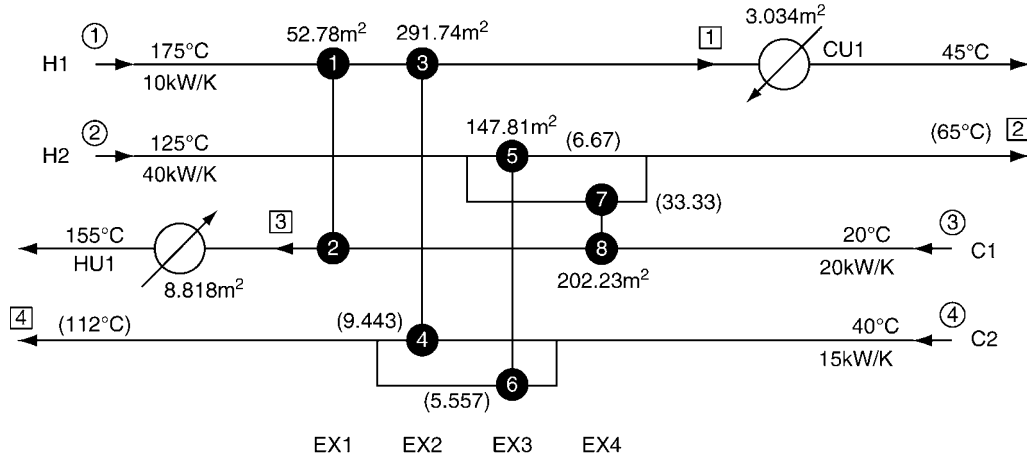 1 3.034m²
52.78m² 291.74m² 1
H1 175°C 1 3 CU1 45°C
10kW/K
2 147.81m² (6.67) (65°C) 2
H2 125°C 5
40kW/K 7 (33.33)
3 3
155°C 2 8 20°C C1
HU1 8.818m² 202.23m² 20kW/K
4 (112°C) (9.443) 4 40°C 4
15kW/K C2
(5.557) 6
EX1 EX2 EX3 EX4